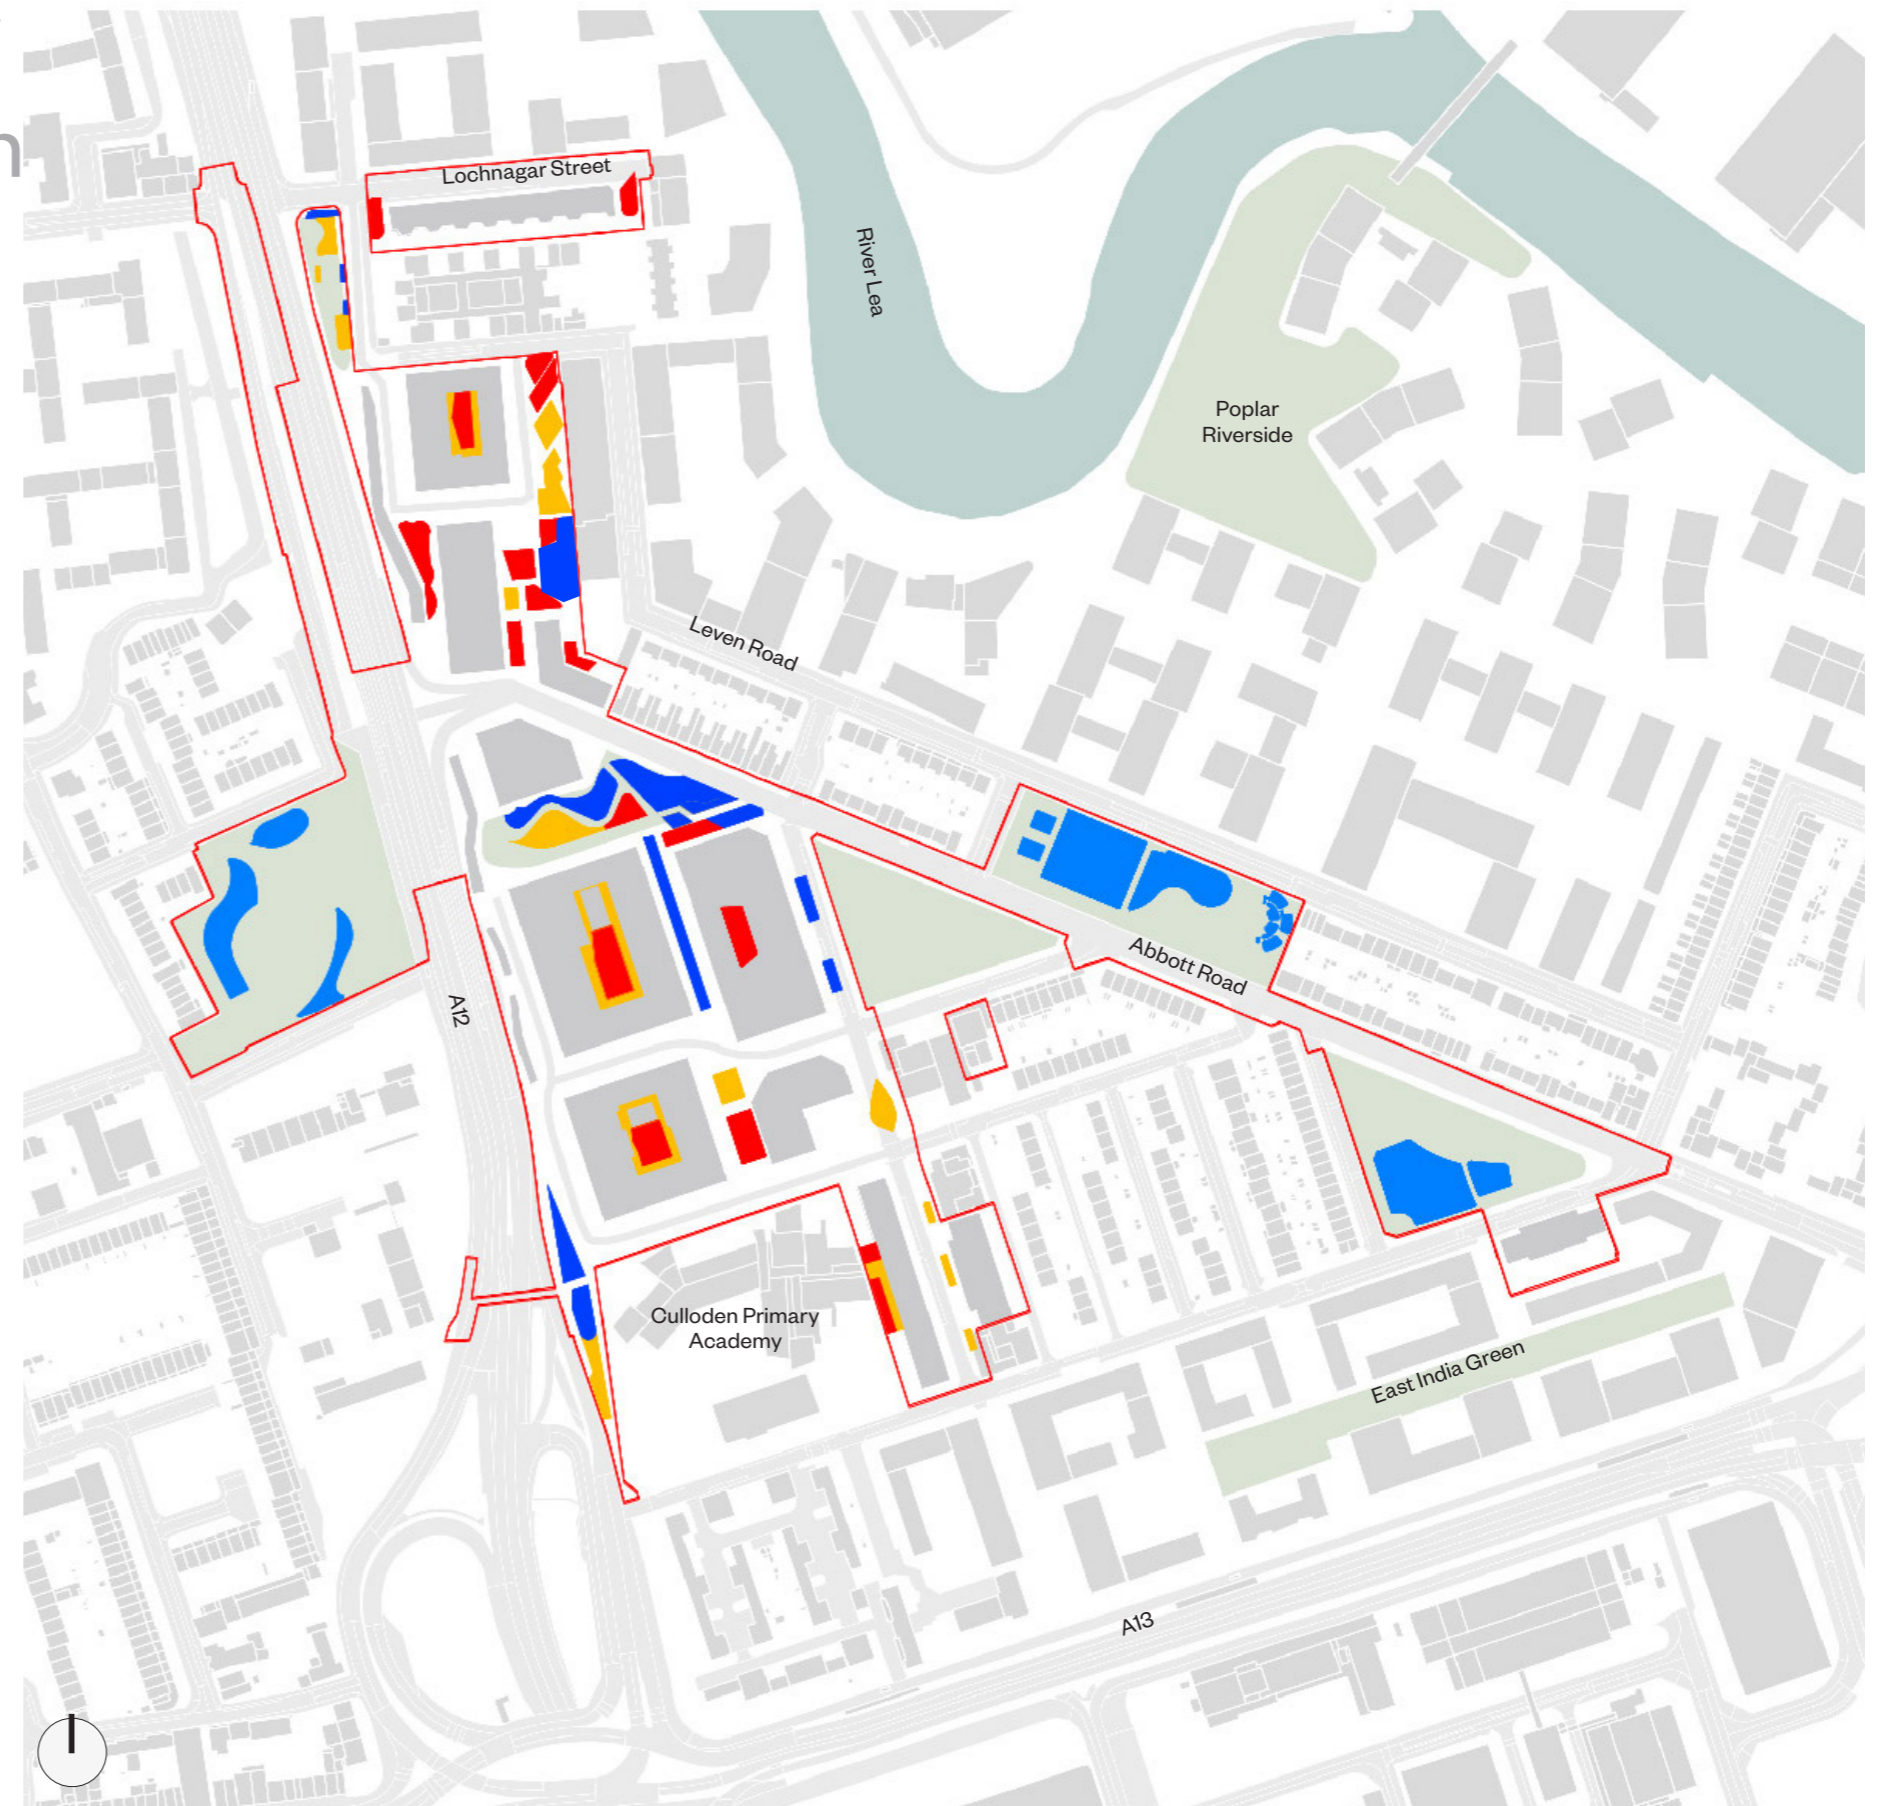 n
Lochnagar Street
River Lea
Poplar
Riverside
Leven Road
Abbott Road
A12
Culloden Primary
Academy
East India Green
A13